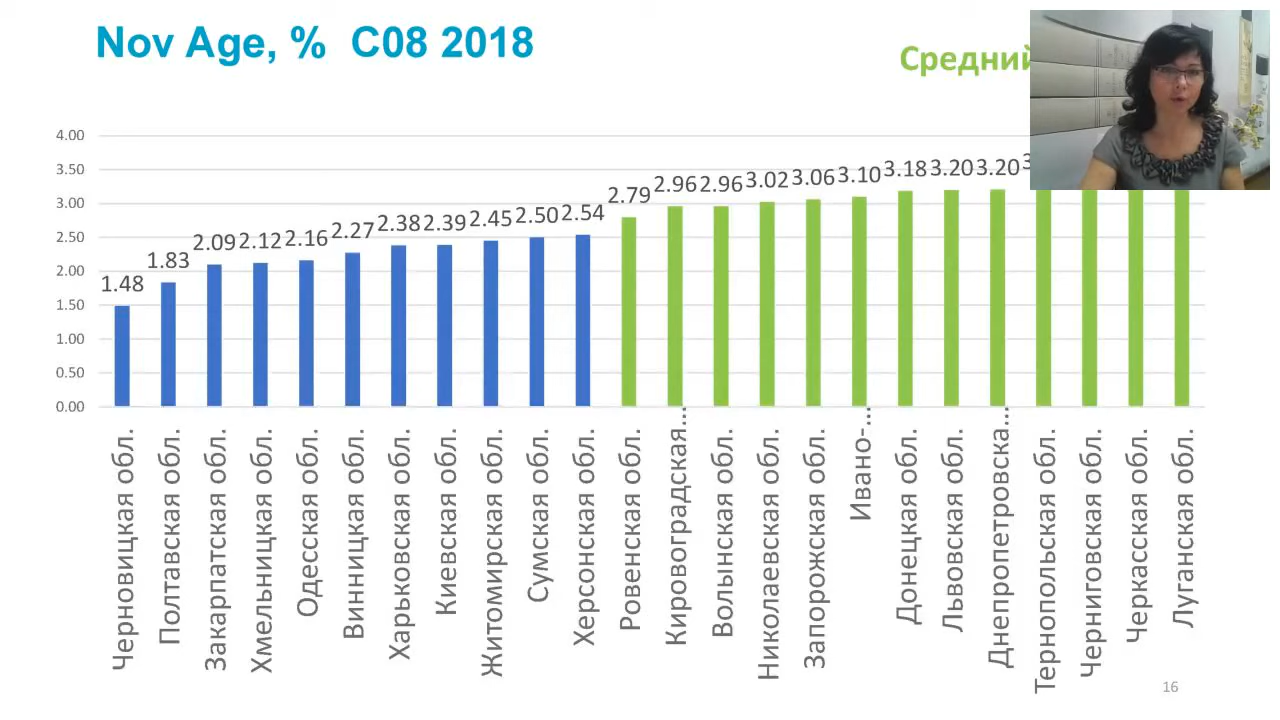 Nov Age, % C08 2018
Средний
4.00
3.50
3.00
2.50
2.00
1.50
1.00
0.50
0.00
1.48
1.83
2.09
2.12
2.16
2.27
2.38
2.39
2.45
2.50
2.54
2.79
2.96
2.96
3.02
3.06
3.10
3.18
3.20
3.20
Черновицкая обл.
Полтавская обл.
Закарпатская обл.
Хмельницкая обл.
Одесская обл.
Винницкая обл.
Харьковская обл.
Киевская обл.
Житомирская обл.
Сумская обл.
Херсонская обл.
Ровенская обл.
Кировоградская…
Волынская обл.
Николаевская обл.
Запорожская обл.
Ивано-…
Донецкая обл.
Львовская обл.
Днепропетровска…
Тернопольская обл.
Черниговская обл.
Черкасская обл.
Луганская обл.
16